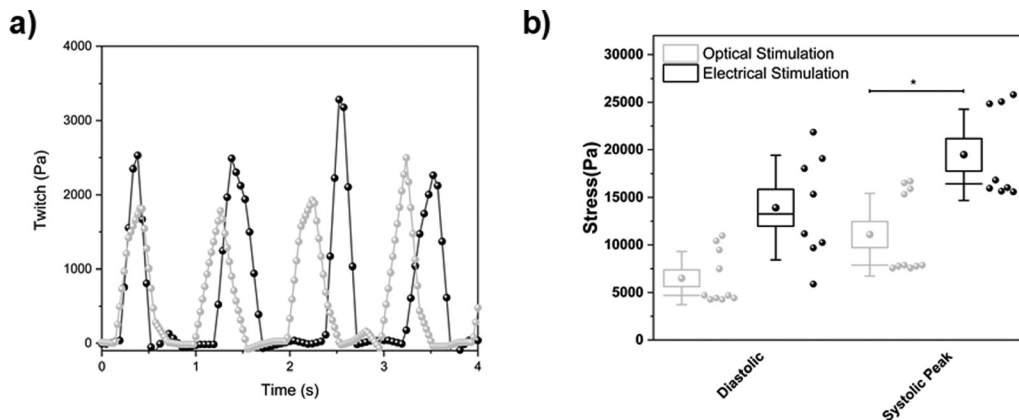 a)
4000
3000
2000
1000
0
Twitch (Pa)
0
1
2
3
4
Time (s)
b)
30000
25000
20000
15000
10000
5000
0
Stress(Pa)
Optical Stimulation
Electrical Stimulation
*
Diastolic
Systolic Peak